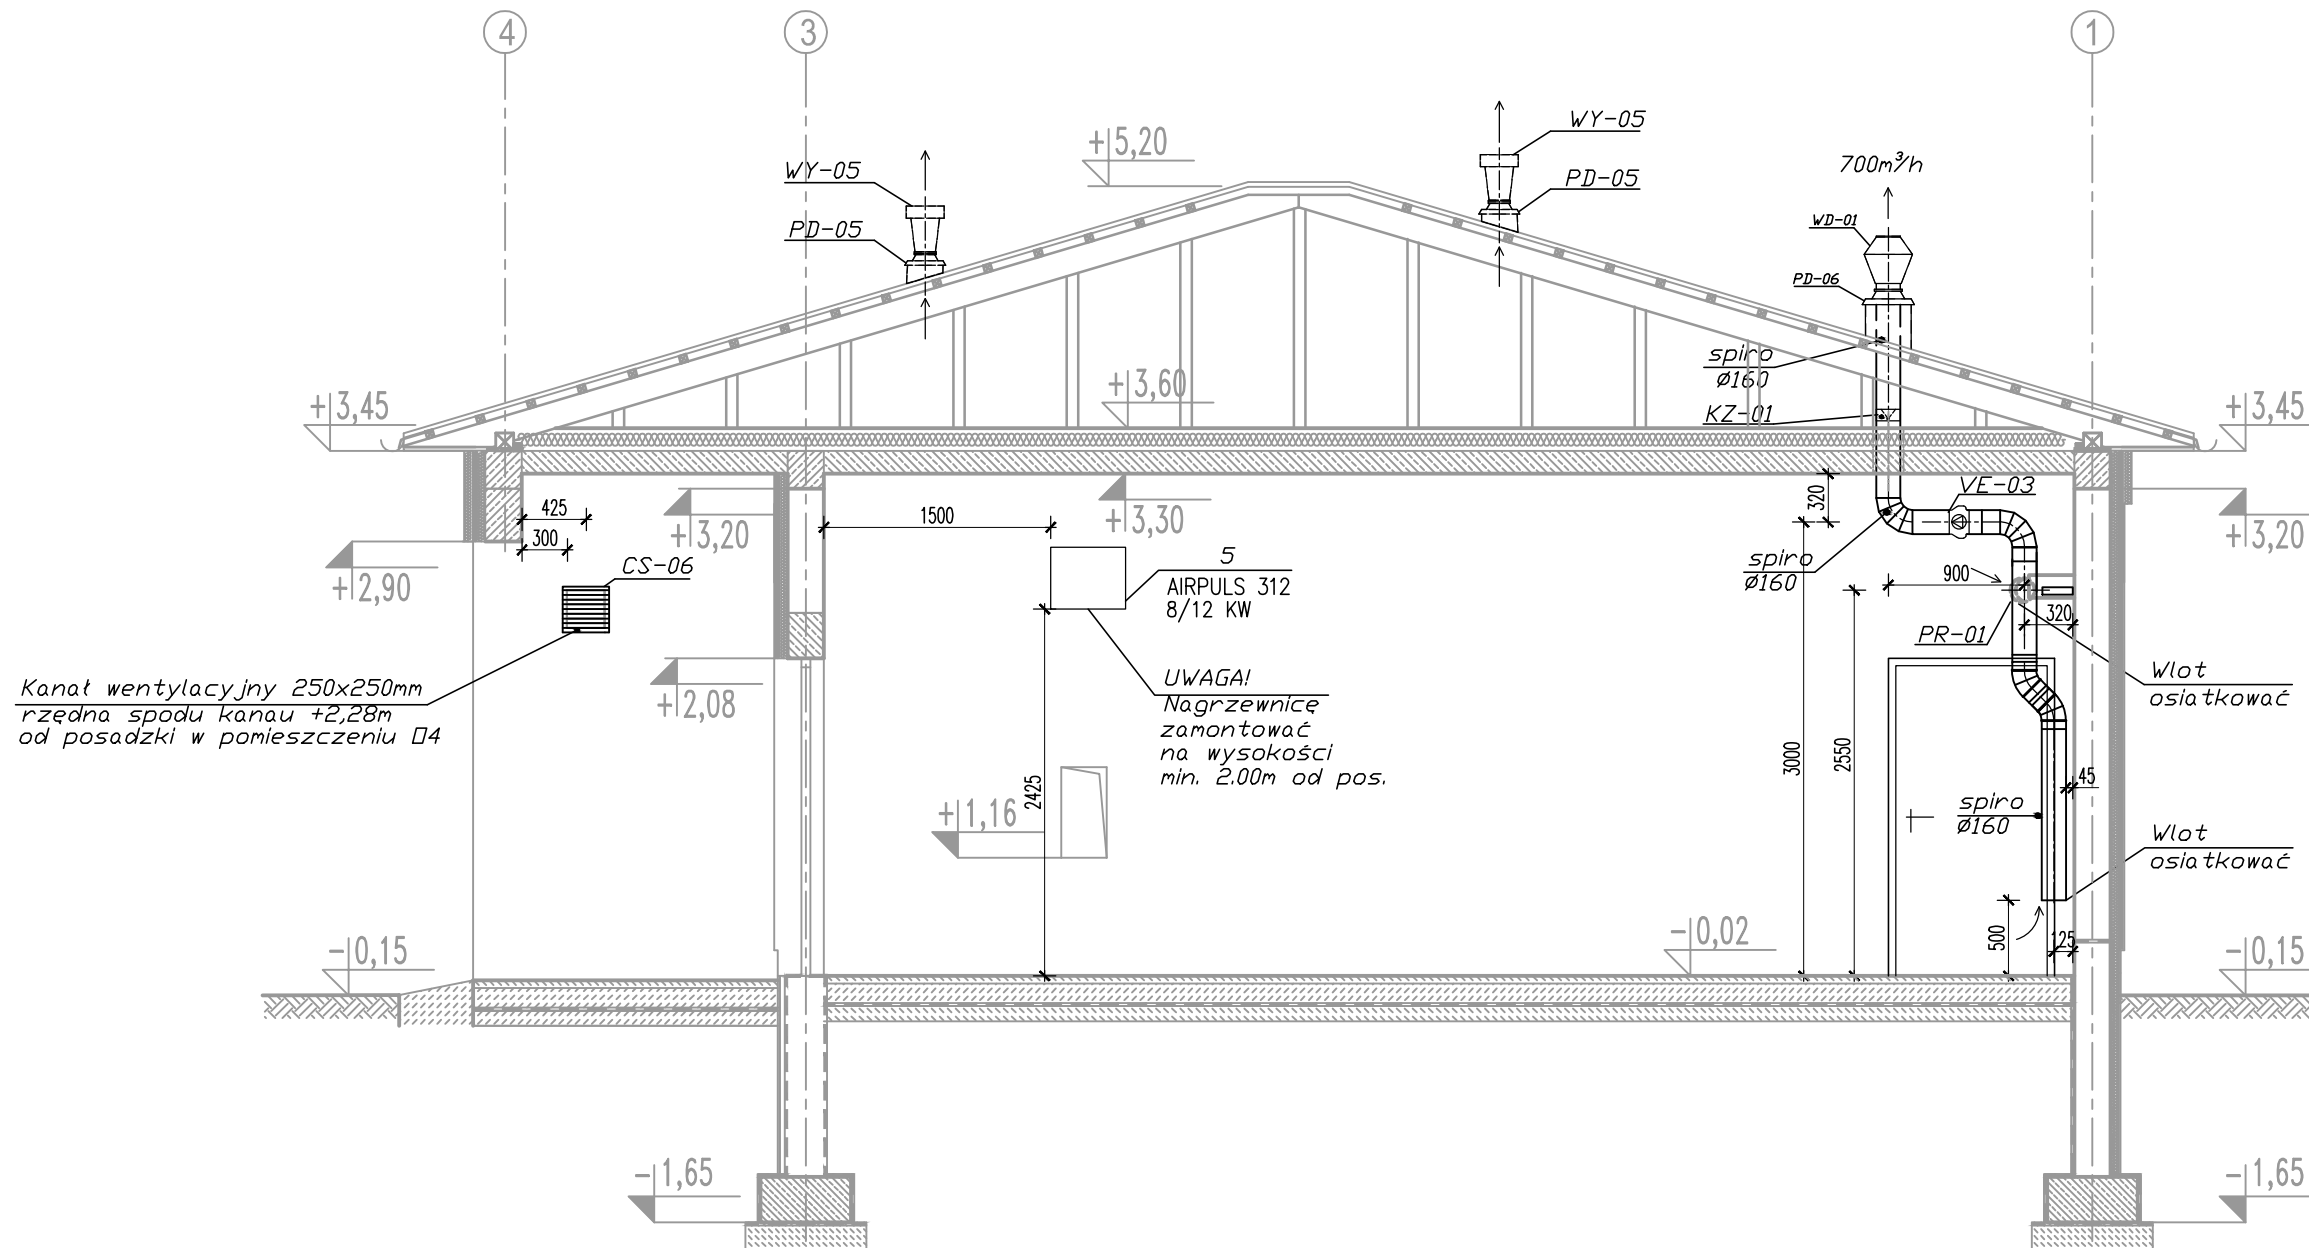 4
3
1
WY-05
PD-05
WY-05
PD-05
+5,20
700m³/h
WD-01
PD-06
spiro
Ø160
KZ-01
+3,45
+3,60
+3,45
425
300
+3,20
1500
+3,30
320
VE-03
+3,20
+2,90
CS-06
5
AIRPULS 312
8/12 KW
spiro
Ø160
900
320
PR-01
Kanał wentylacyjny 250x250mm
rzędna spodu kanau +2,28m
od posadzki w pomieszczeniu □4
+2,08
UWAGA!
Nagrzewnicę
zamontować
na wysokości
min. 2.00m od pos.
Wlot
osiatkować
2425
3000
2550
45
+1,16
spiro
Ø160
Wlot
osiatkować
-0,15
-0,02
500
125
-0,15
-1,65
-1,65